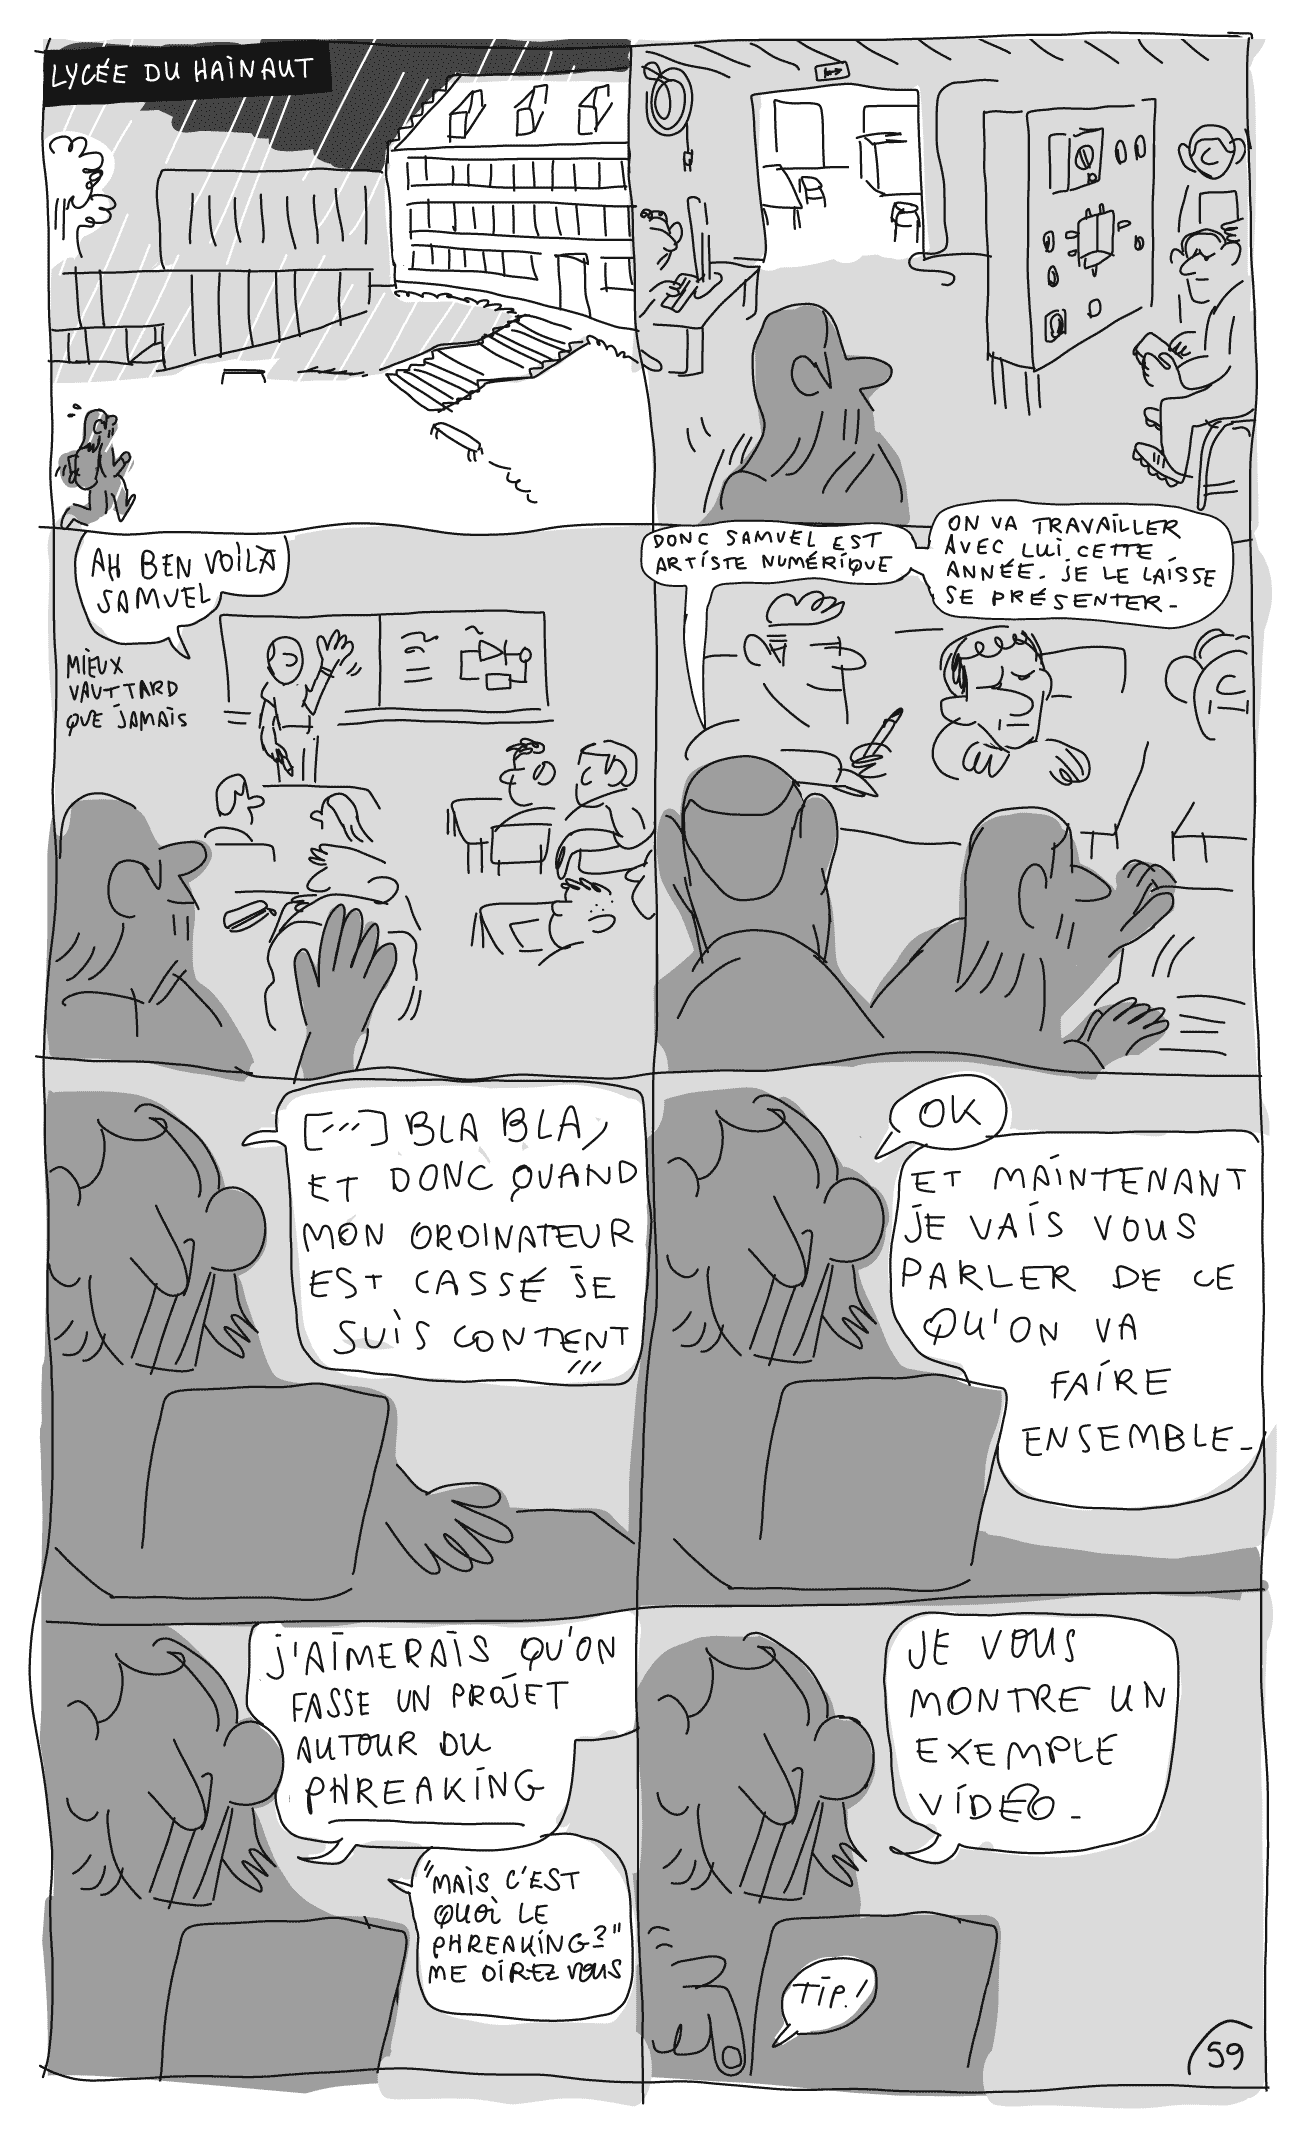 LYCÉE DU HAINAUT
AH BEN VOILÀ
SAMUEL
MIEUX
VAUT TARD
QUE JAMAIS
DONC SAMUEL EST
ARTISTE NUMÉRIQUE
ON VA TRAVAILLER
AVEC LUI CETTE
ANNÉE. JE LE LAISSE
SE PRÉSENTER.
[...] BLA BLA,
ET DONC QUAND
MON ORDINATEUR
EST CASSÉ JE
SUIS CONTENT
...
OK
ET MAINTENANT
JE VAIS VOUS
PARLER DE CE
QU'ON VA
FAIRE
ENSEMBLE.
J'AIMERAIS QU'ON
FASSE UN PROJET
AUTOUR DU
PHREAKING
"MAIS C'EST
QUOI LE
PHREAKING?"
ME DIREZ VOUS
JE VOUS
MONTRE UN
EXEMPLE
VIDEO.
TIP!
59